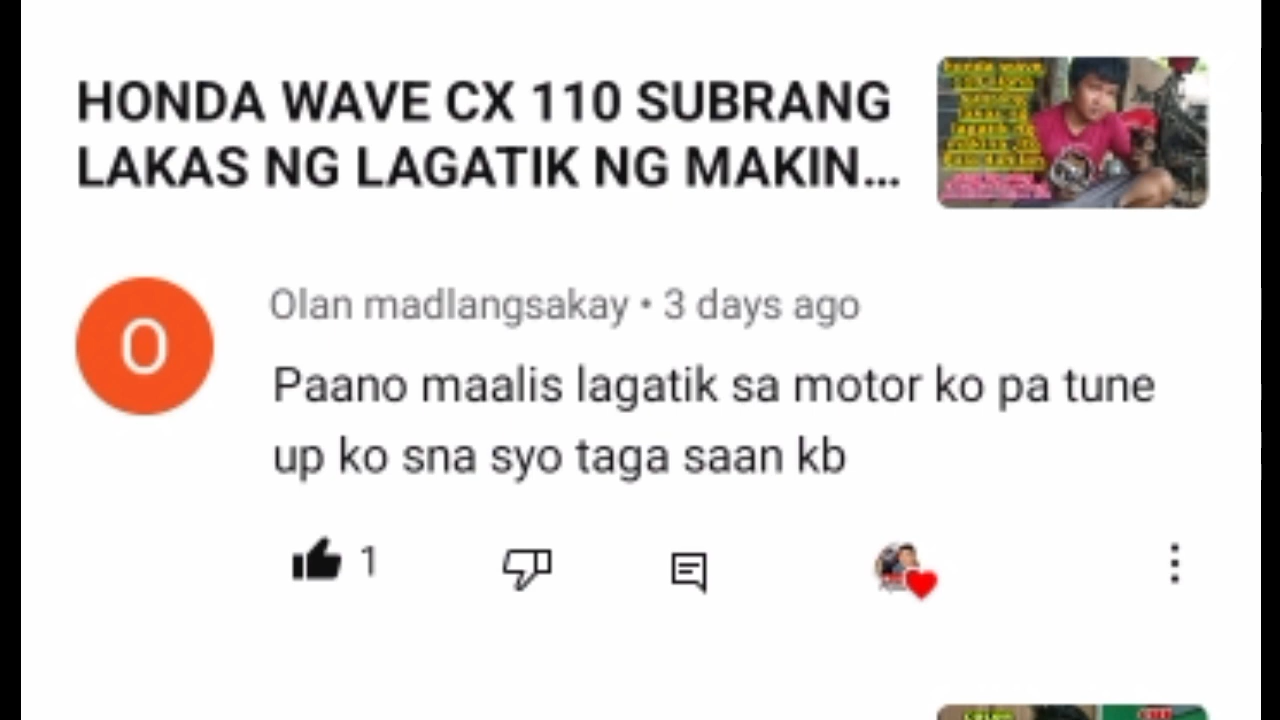 HONDA WAVE CX 110 SUBRANG
LAKAS NG LAGATIK NG MAKIN...
O
Olan madlangsakay • 3 days ago
Paano maalis lagatik sa motor ko pa tune
up ko sna syo taga saan kb
1